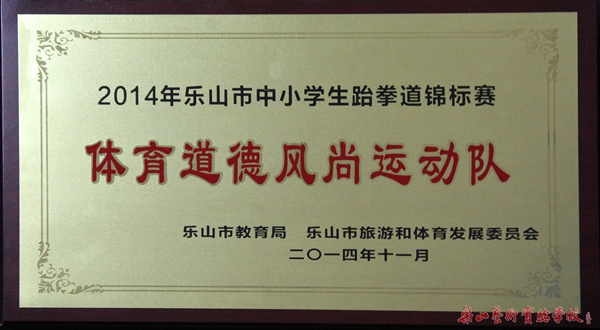 2014年乐山市中小学生跆拳道锦标赛
体育道德风尚运动队
乐山市教育局 乐山市旅游和体育发展委员会
二〇一四年十一月
乐山艺术实验学校